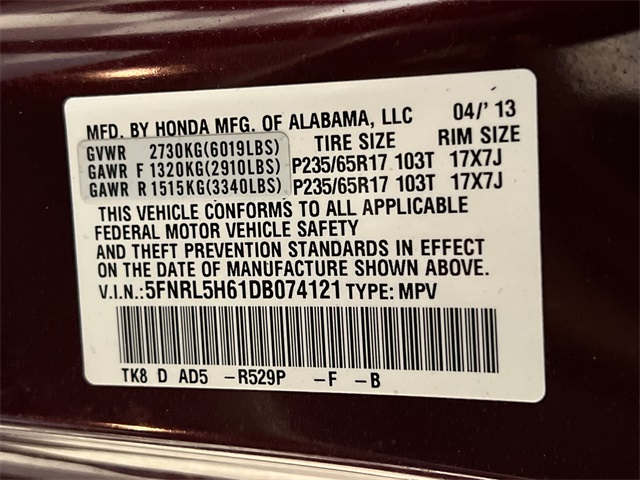 MFD. BY HONDA MFG. OF ALABAMA, LLC 04/'13
TIRE SIZE RIM SIZE
GVWR 2730KG(6019LBS)
GAWR F 1320KG(2910LBS) P235/65R17 103T 17X7J
GAWR R 1515KG(3340LBS) P235/65R17 103T 17X7J
THIS VEHICLE CONFORMS TO ALL APPLICABLE
FEDERAL MOTOR VEHICLE SAFETY
AND THEFT PREVENTION STANDARDS IN EFFECT
ON THE DATE OF MANUFACTURE SHOWN ABOVE.
V.I.N.:5FNRL5H61DB074121 TYPE: MPV
TK8 D AD5 -R529P -F -B